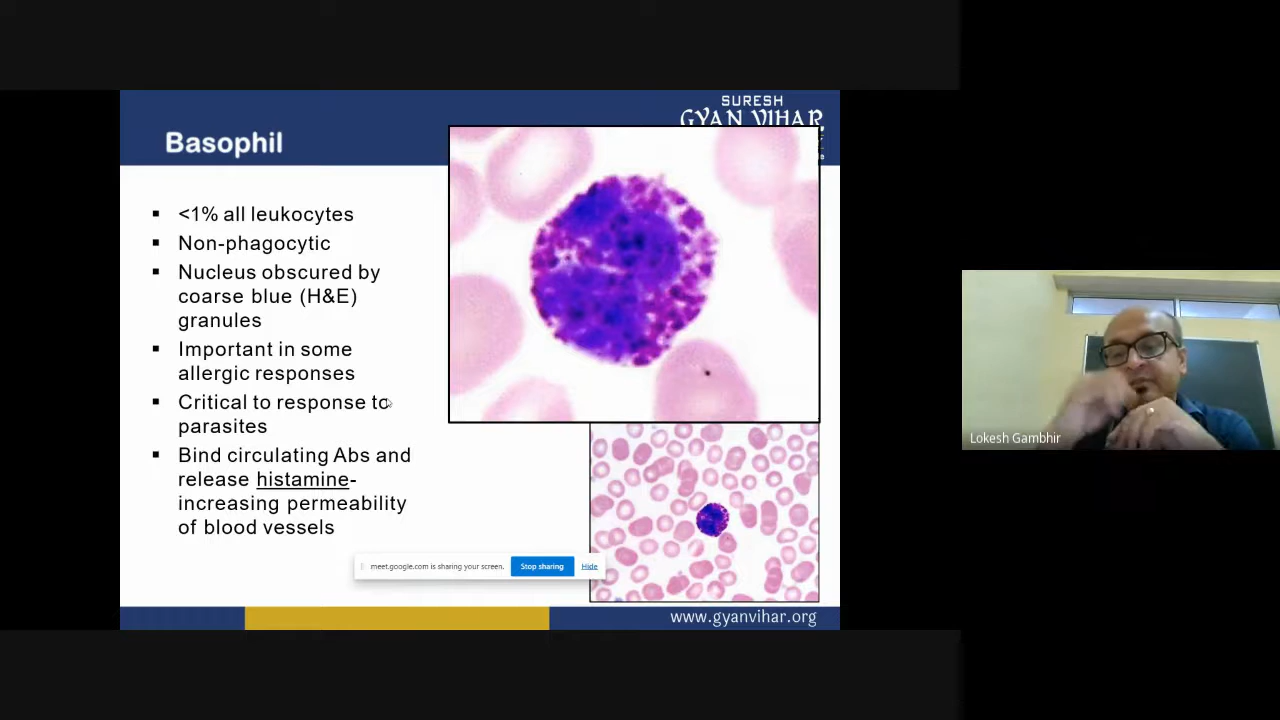 SURESH
GYAN VIHAR
Basophil
▪ <1% all leukocytes
▪ Non-phagocytic
▪ Nucleus obscured by
coarse blue (H&E)
granules
▪ Important in some
allergic responses
▪ Critical to response to
parasites
▪ Bind circulating Abs and
release histamine-
increasing permeability
of blood vessels
meet.google.com is sharing your screen. Stop sharing Hide
www.gyanvihar.org
Lokesh Gambhir